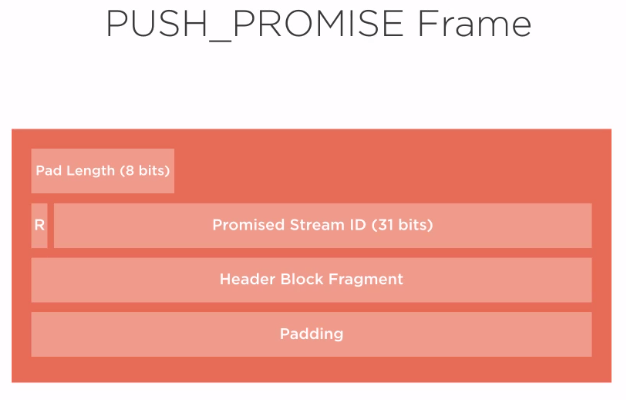 PUSH_PROMISE Frame
Pad Length (8 bits)
R Promised Stream ID (31 bits)
Header Block Fragment
Padding